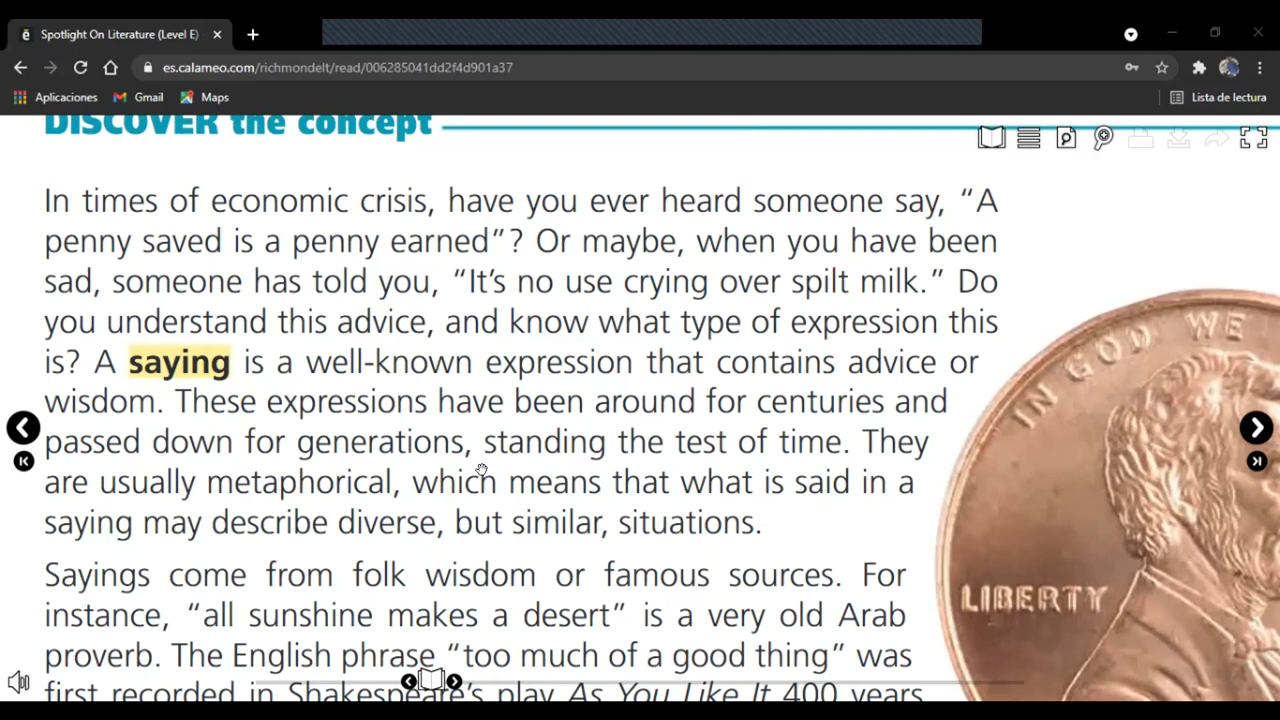 Spotlight On Literature (Level E)
es.calameo.com/richmondelt/read/006285041dd2f4d901a37
Aplicaciones Gmail Maps Lista de lectura
DISCOVER the concept
In times of economic crisis, have you ever heard someone say, “A
penny saved is a penny earned”? Or maybe, when you have been
sad, someone has told you, “It’s no use crying over spilt milk.” Do
you understand this advice, and know what type of expression this
is? A saying is a well-known expression that contains advice or
wisdom. These expressions have been around for centuries and
passed down for generations, standing the test of time. They
are usually metaphorical, which means that what is said in a
saying may describe diverse, but similar, situations.
Sayings come from folk wisdom or famous sources. For
instance, “all sunshine makes a desert” is a very old Arab
proverb. The English phrase “too much of a good thing” was
first recorded in Shakespeare’s play As You Like It 400 years
IN GOD WE
LIBERTY